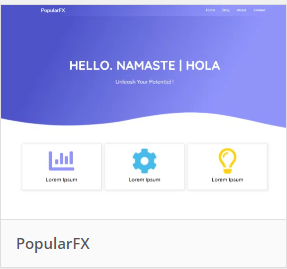 PopularFX
Home Blog About Contact
HELLO. NAMASTE | HOLA
Unleash Your Potential !
Lorem Ipsum
Lorem Ipsum
Lorem Ipsum
PopularFX